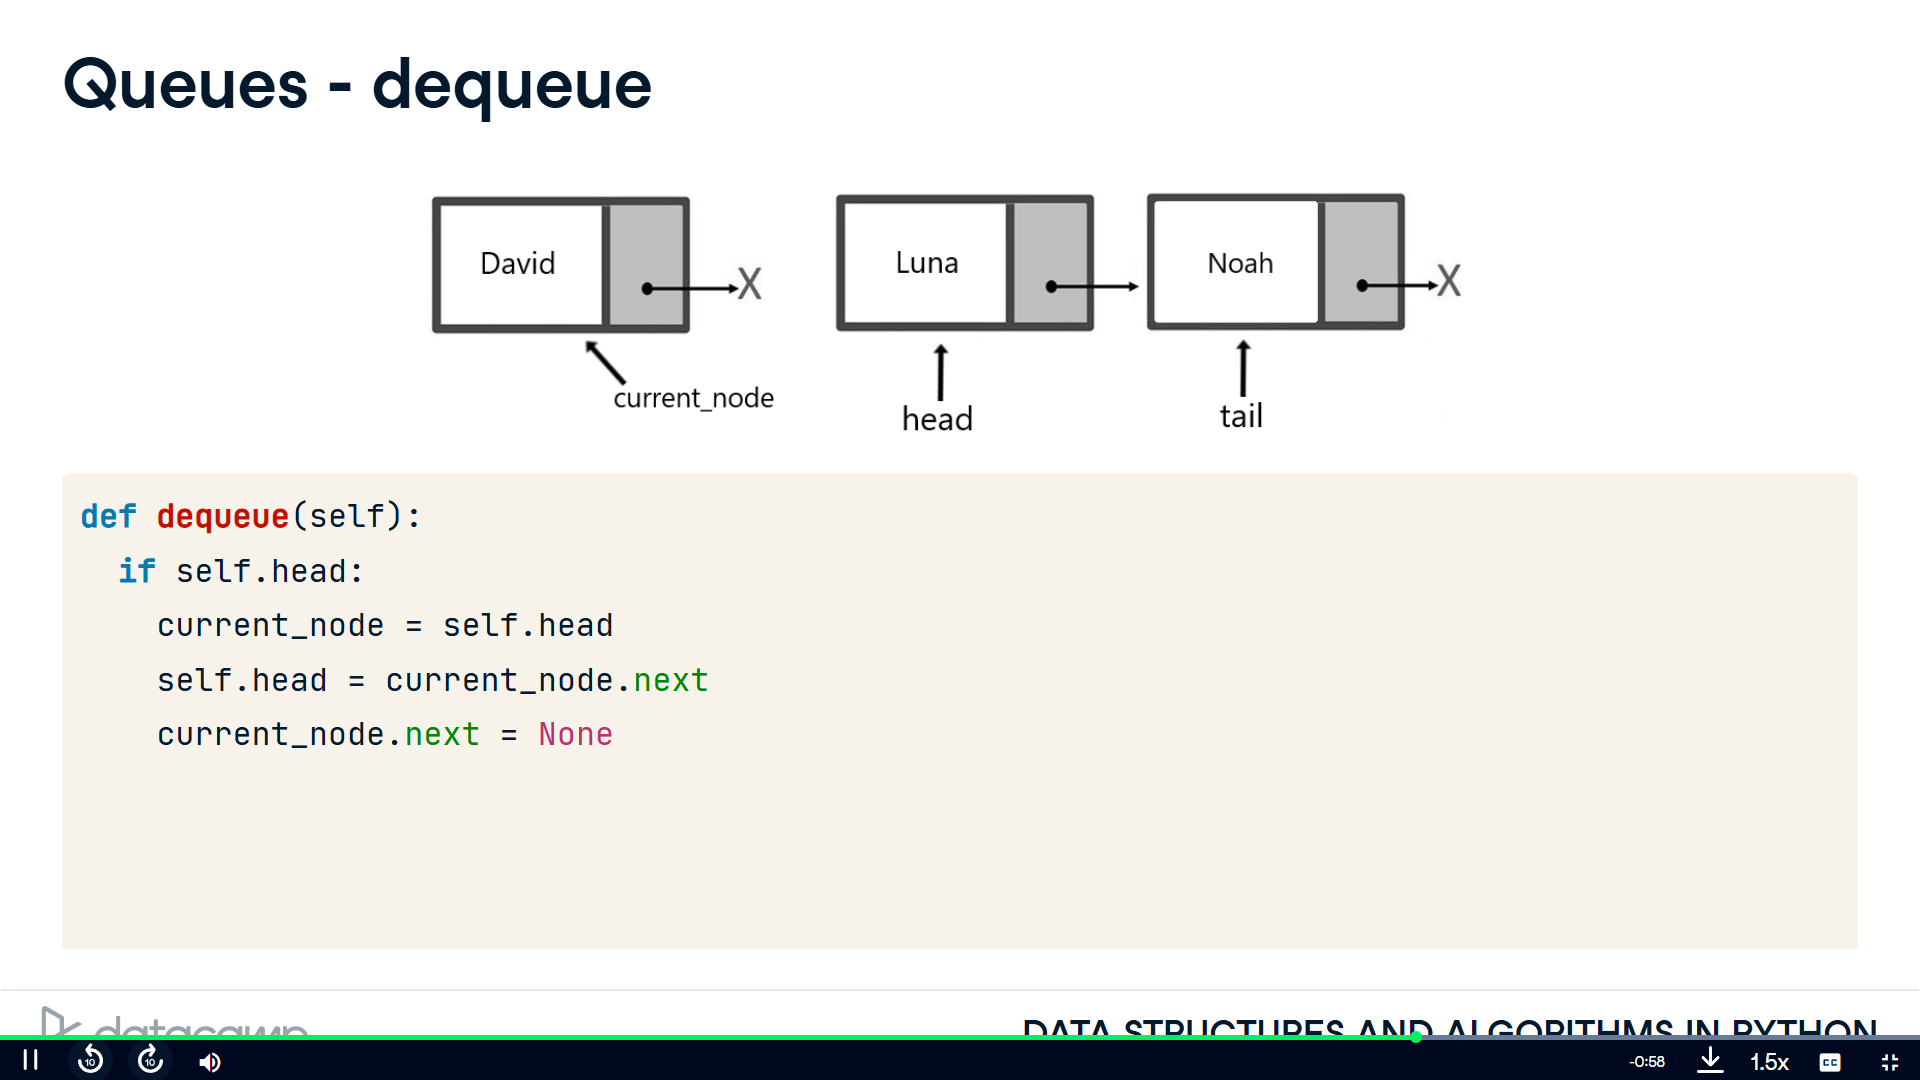 Queues - dequeue
David
X
Luna
Noah
X
current_node
head
tail
def dequeue(self):
if self.head:
current_node = self.head
self.head = current_node.next
current_node.next = None
datacamp
DATA STRUCTURES AND ALGORITHMS IN PYTHON
10
10
-0:58
1.5x
CC